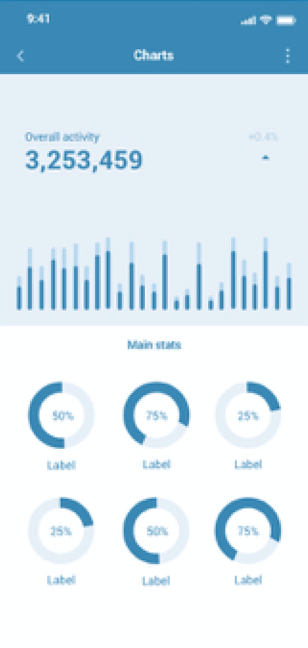 9:41
Charts
Overall activity
+0.4%
3,253,459
Main stats
50%
75%
25%
Label
Label
Label
25%
50%
75%
Label
Label
Label